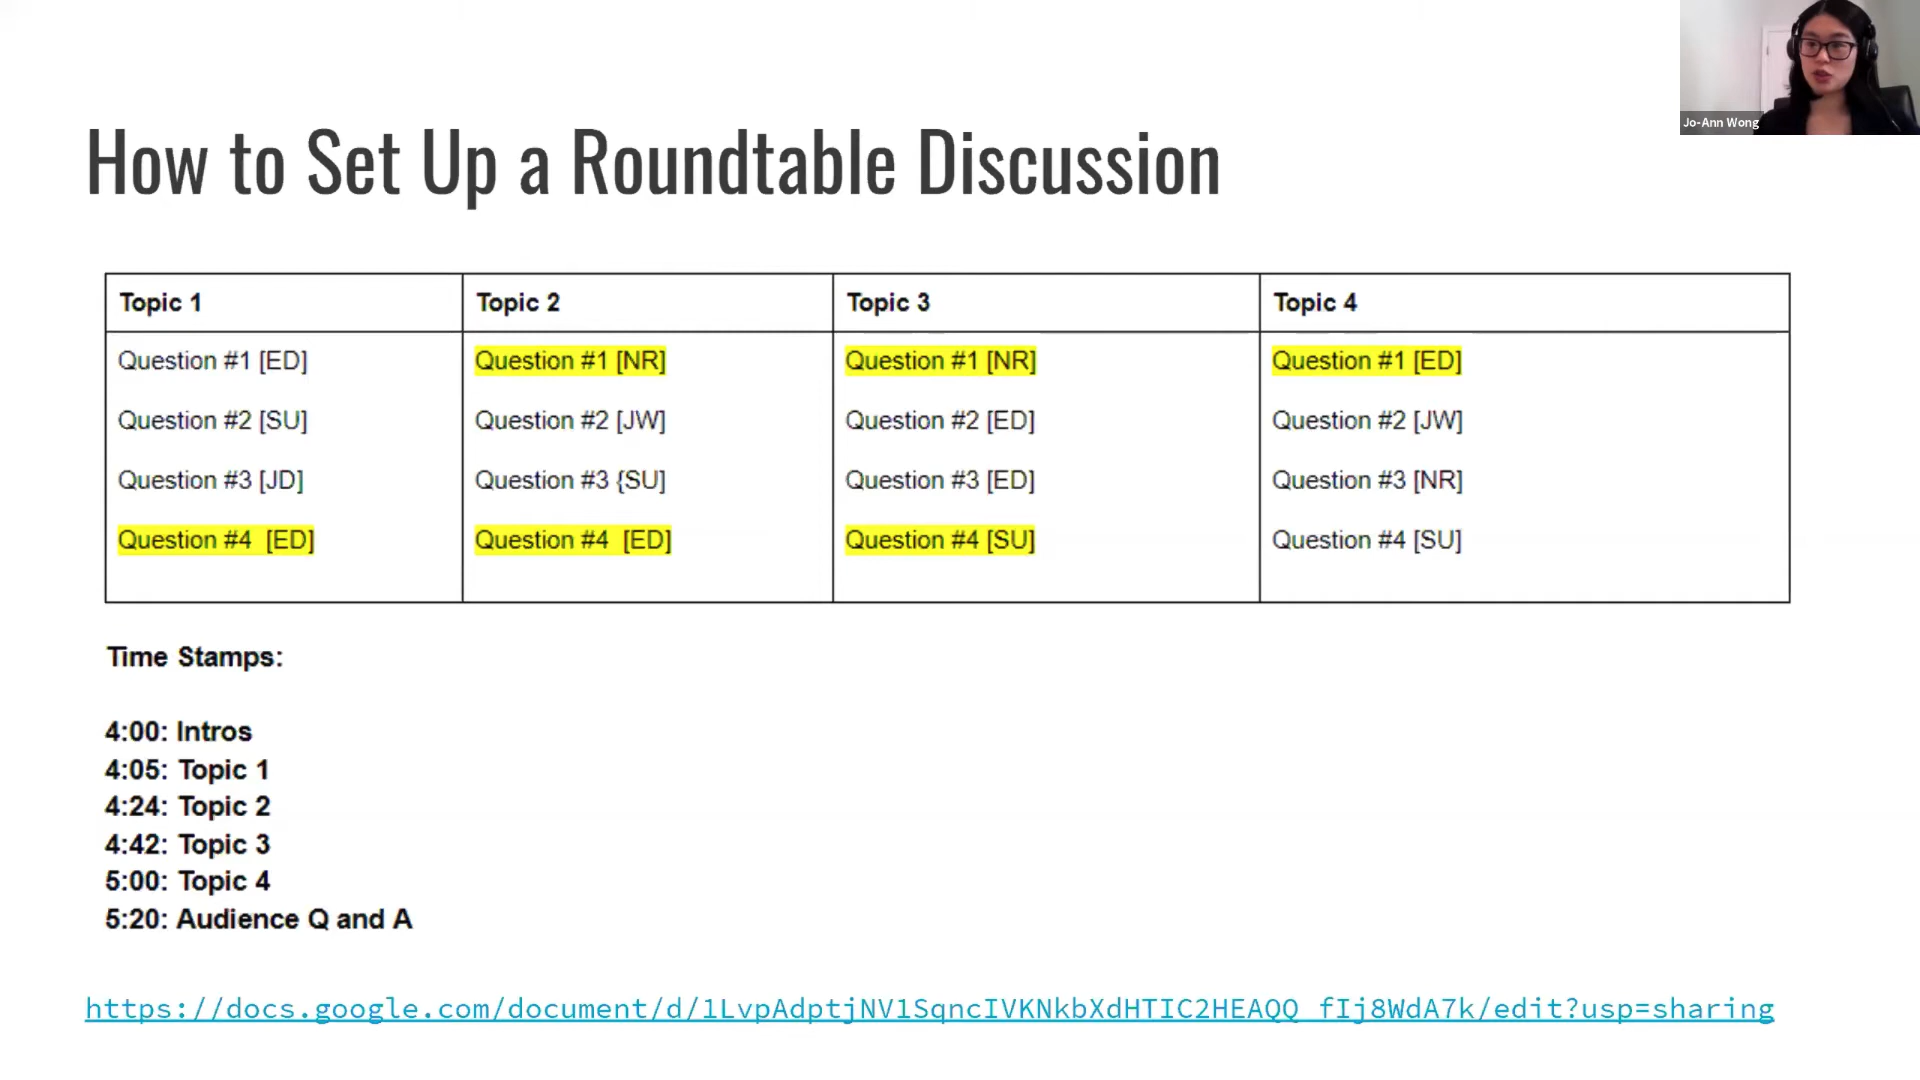 Jo-Ann Wong
How to Set Up a Roundtable Discussion
Topic 1 Topic 2 Topic 3 Topic 4
Question #1 [ED] Question #1 [NR] Question #1 [NR] Question #1 [ED]
Question #2 [SU] Question #2 [JW] Question #2 [ED] Question #2 [JW]
Question #3 [JD] Question #3 {SU] Question #3 [ED] Question #3 [NR]
Question #4 [ED] Question #4 [ED] Question #4 [SU] Question #4 [SU]
Time Stamps:
4:00: Intros
4:05: Topic 1
4:24: Topic 2
4:42: Topic 3
5:00: Topic 4
5:20: Audience Q and A
https://docs.google.com/document/d/1LvpAdptjNV1SqncIVKNkbXdHTIC2HEAQQ_fIj8WdA7k/edit?usp=sharing